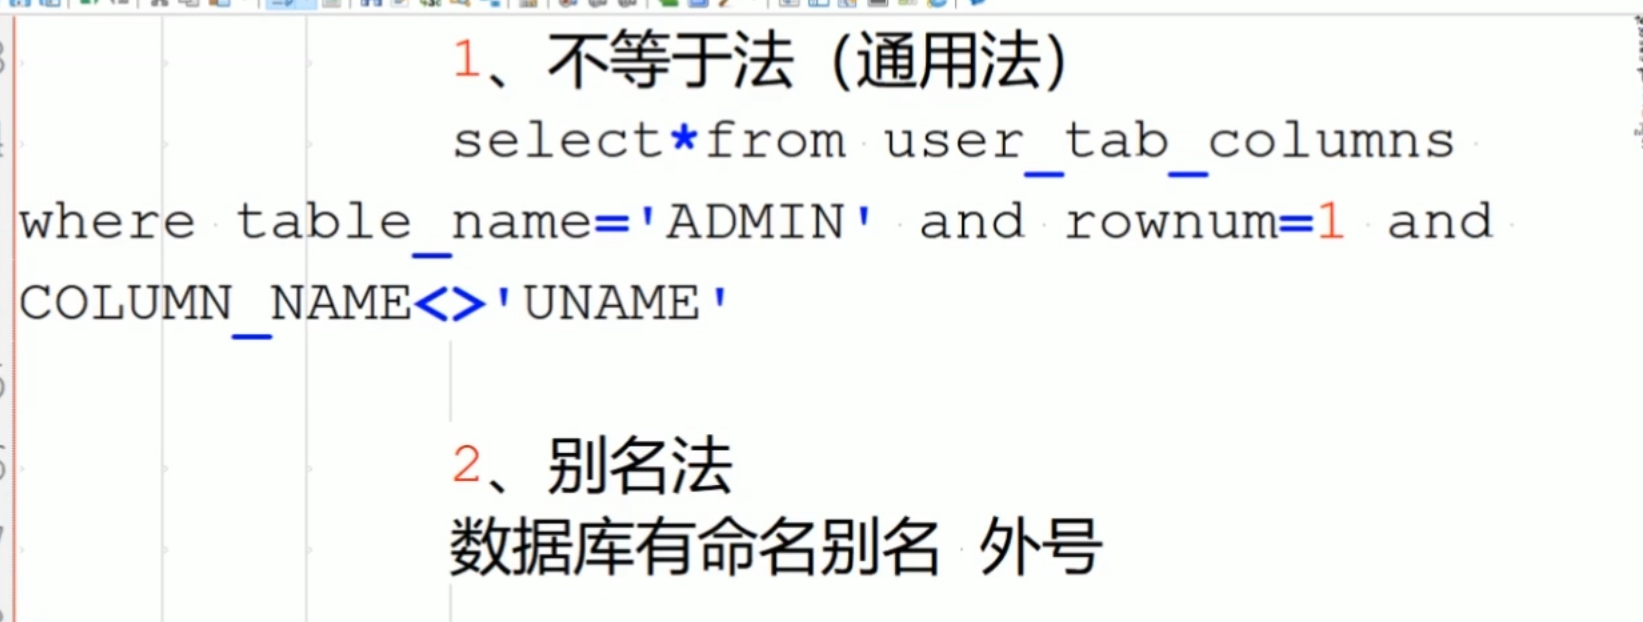 1、不等于法（通用法）
select*from user_tab_columns
where table_name='ADMIN' and rownum=1 and
COLUMN_NAME<>'UNAME'
2、别名法
数据库有命名别名 外号